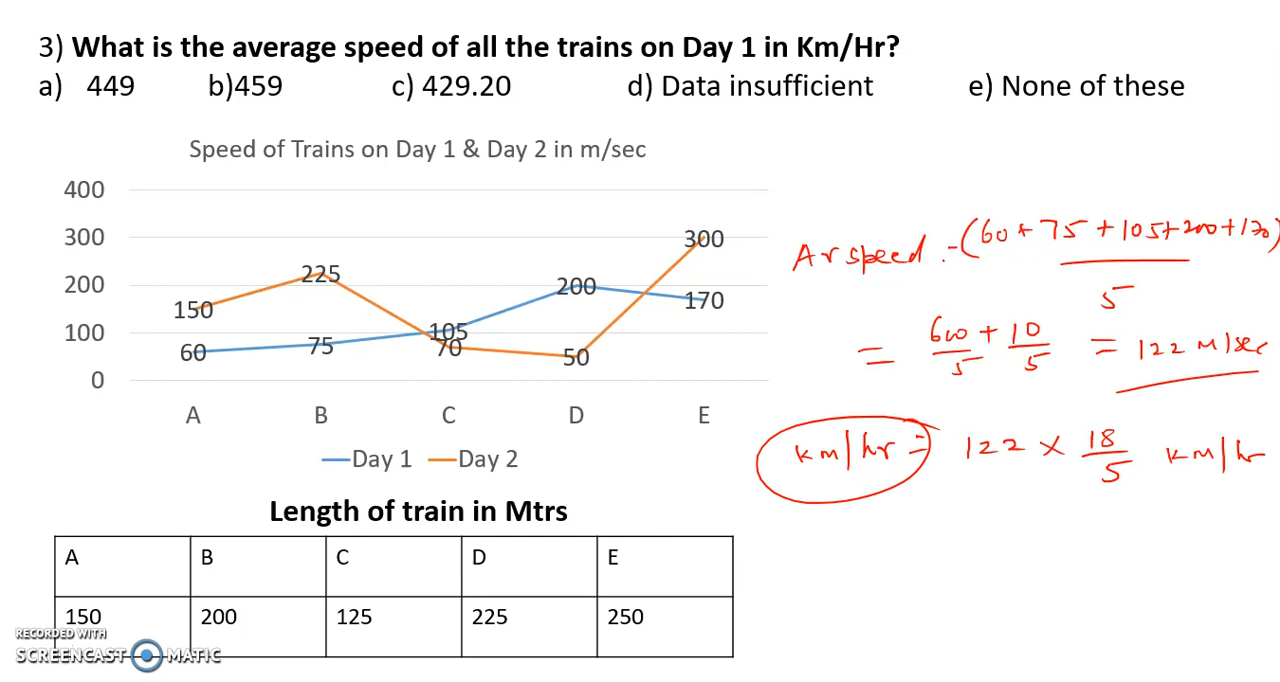 3) What is the average speed of all the trains on Day 1 in Km/Hr?
a) 449 b)459 c) 429.20 d) Data insufficient e) None of these
Speed of Trains on Day 1 & Day 2 in m/sec
400
300
200
100
0
150
225
70
50
300
60
75
105
200
170
A B C D E
Day 1 Day 2
Length of train in Mtrs
A B C D E
150 200 125 225 250
Av speed :- (60 + 75 + 105 + 200 + 170)
5
= 600/5 + 10/5 = 122 m/sec
km/hr = 122 × 18/5 km/hr
RECORDED WITH
SCREENCAST MATIC